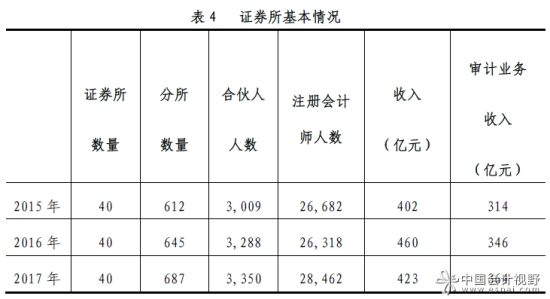 表 4 证券所基本情况
证券所数量 分所数量 合伙人人数 注册会计师人数 收入（亿元） 审计业务收入（亿元）
2015 年 40 612 3,009 26,682 402 314
2016 年 40 645 3,288 26,318 460 346
2017 年 40 687 3,350 28,462 423
中国会计视野
www.esnai.com